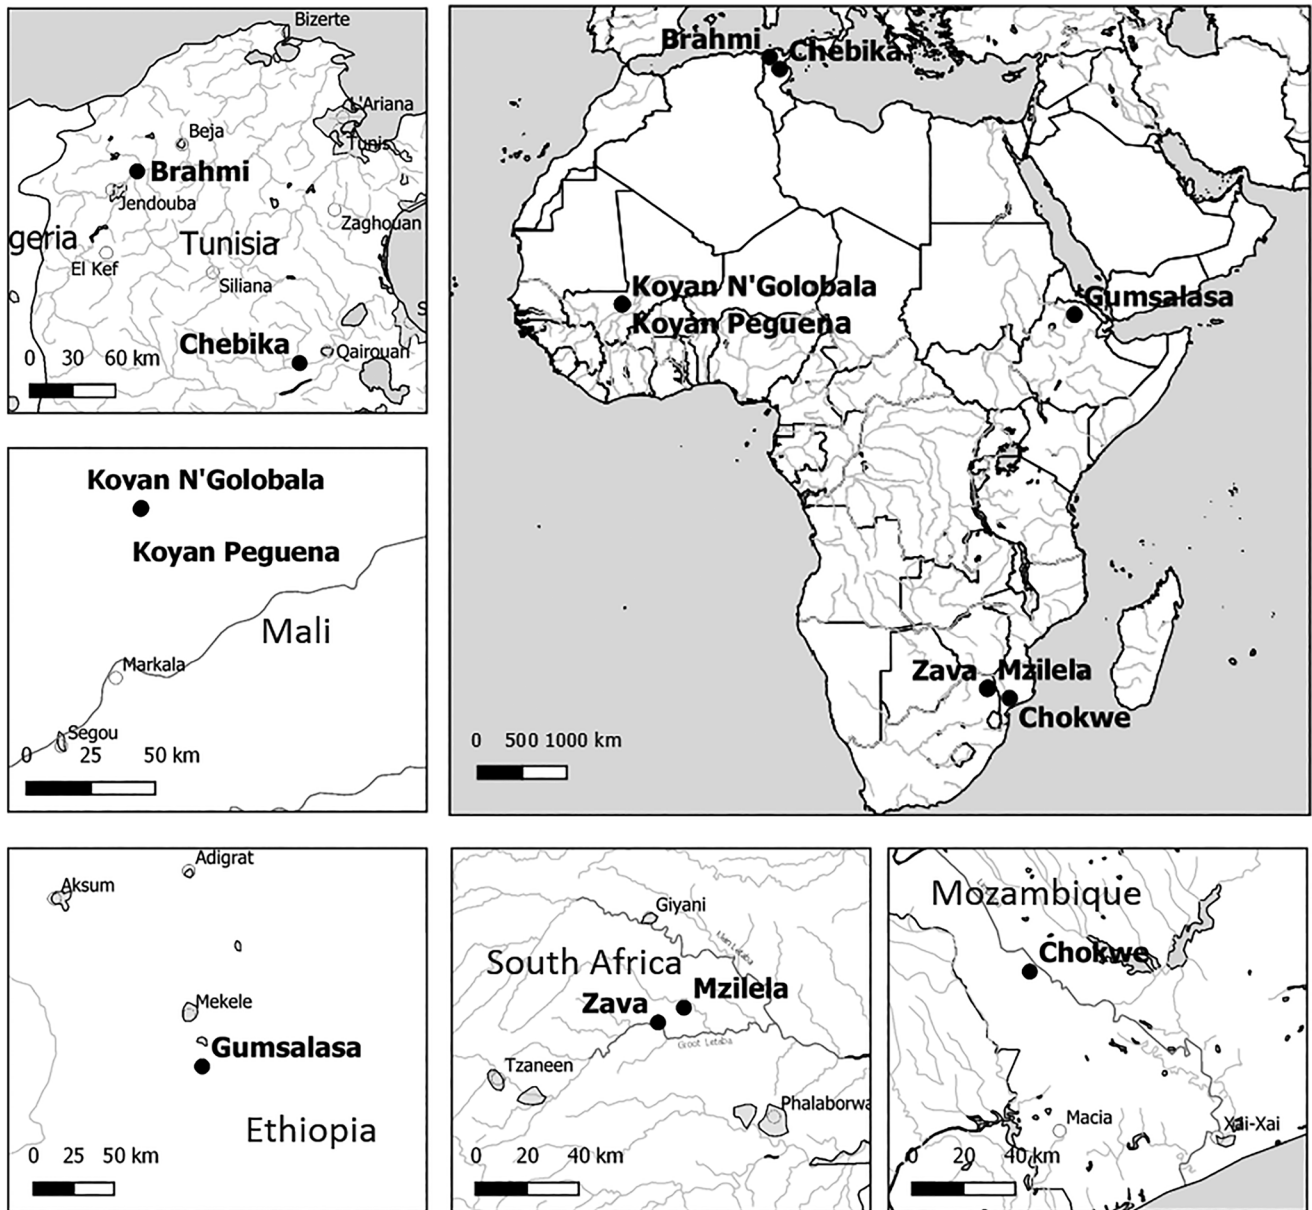 Bizerte
L'Ariana
Tunis
Beja
Brahmi
Jendouba
Zaghouan
geria
Tunisia
El Kef
Siliana
S
Chebika
Qairouan
0 30 60 km
Brahmi
Chebika
Koyan N'Golobala
Koyan Peguena
Gumsalasa
Zava Mzilela
Chokwe
0 500 1000 km
Kovan N'Golobala
Koyan Peguena
Mali
Markala
Segou
0 25 50 km
Adigrat
Aksum
Mekele
Gumsalasa
Ethiopia
0 25 50 km
Giyani
South Africa
Mzilela
Zava
Groot Letaba
Tzaneen
Phalaborwa
0 20 40 km
Mozambique
Chokwe
Macia
Xai-Xai
0 20 40 km